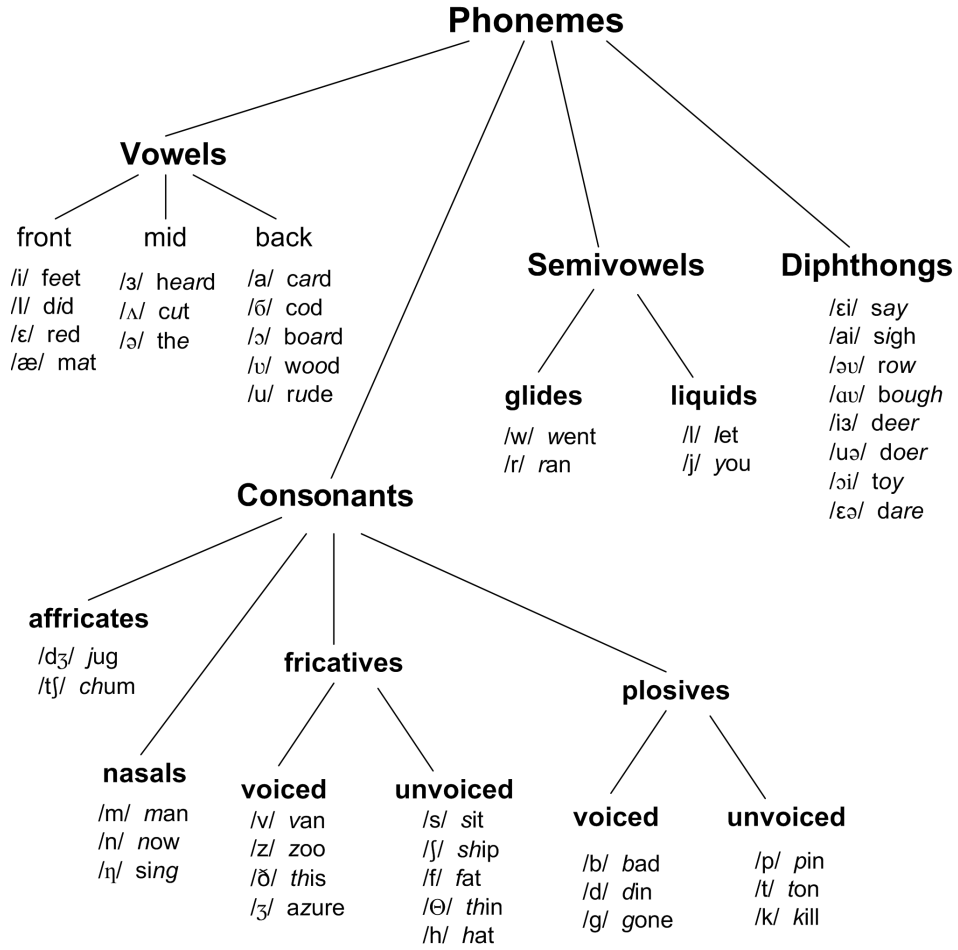 Phonemes
Vowels
front
/i/ feet
/I/ did
/ɛ/ red
/æ/ mat
mid
/ɜ/ heard
/ʌ/ cut
/ə/ the
back
/a/ card
/ϭ/ cod
/ɔ/ board
/ʋ/ wood
/u/ rude
Semivowels
glides
/w/ went
/r/ ran
liquids
/l/ let
/j/ you
Diphthongs
/ɛi/ say
/ai/ sigh
/əʋ/ row
/ɑʋ/ bough
/iɜ/ deer
/uə/ doer
/ɔi/ toy
/ɛə/ dare
Consonants
affricates
/dʒ/ jug
/tʃ/ chum
nasals
/m/ man
/n/ now
/η/ sing
fricatives
voiced
/v/ van
/z/ zoo
/ð/ this
/ʒ/ azure
unvoiced
/s/ sit
/ʃ/ ship
/f/ fat
/Θ/ thin
/h/ hat
plosives
voiced
/b/ bad
/d/ din
/g/ gone
unvoiced
/p/ pin
/t/ ton
/k/ kill